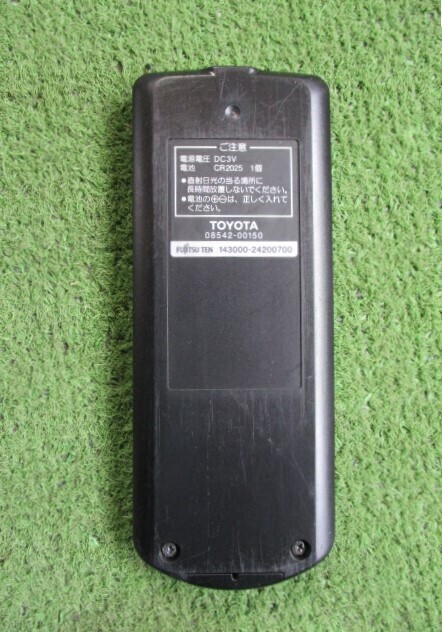 ご注意
電源電圧 DC3V
電池 CR2025 1個
●直射日光の当る場所に
長時間放置しないでください。
●電池の⊕⊖は、正しく入れて
ください。
TOYOTA
08542-00150
FUJITSU TEN 143000-24200700